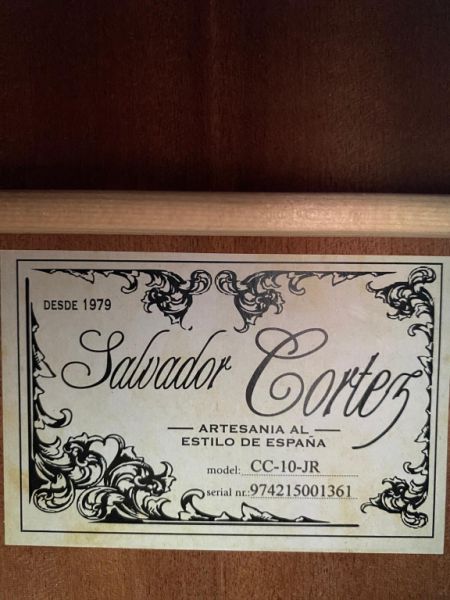 DESDE 1979
Salvador Cortez
ARTESANIA AL
ESTILO DE ESPAÑA
model: CC-10-JR
serial nr.: 974215001361